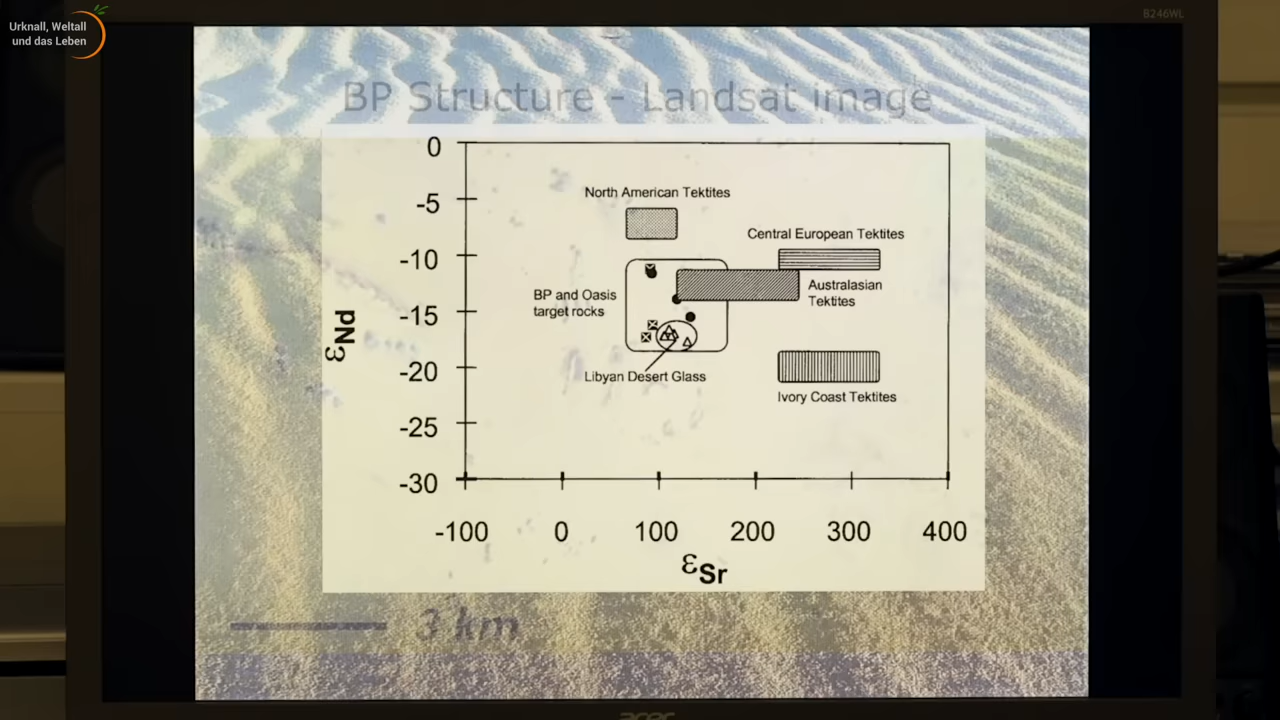 Urknall, Weltall
und das Leben
B246WL
BP Structure - Landsat image
0
-5
-10
-15
-20
-25
-30
εNd
North American Tektites
Central European Tektites
Australasian
Tektites
BP and Oasis
target rocks
Libyan Desert Glass
Ivory Coast Tektites
-100 0 100 200 300 400
εSr
3 km
acer